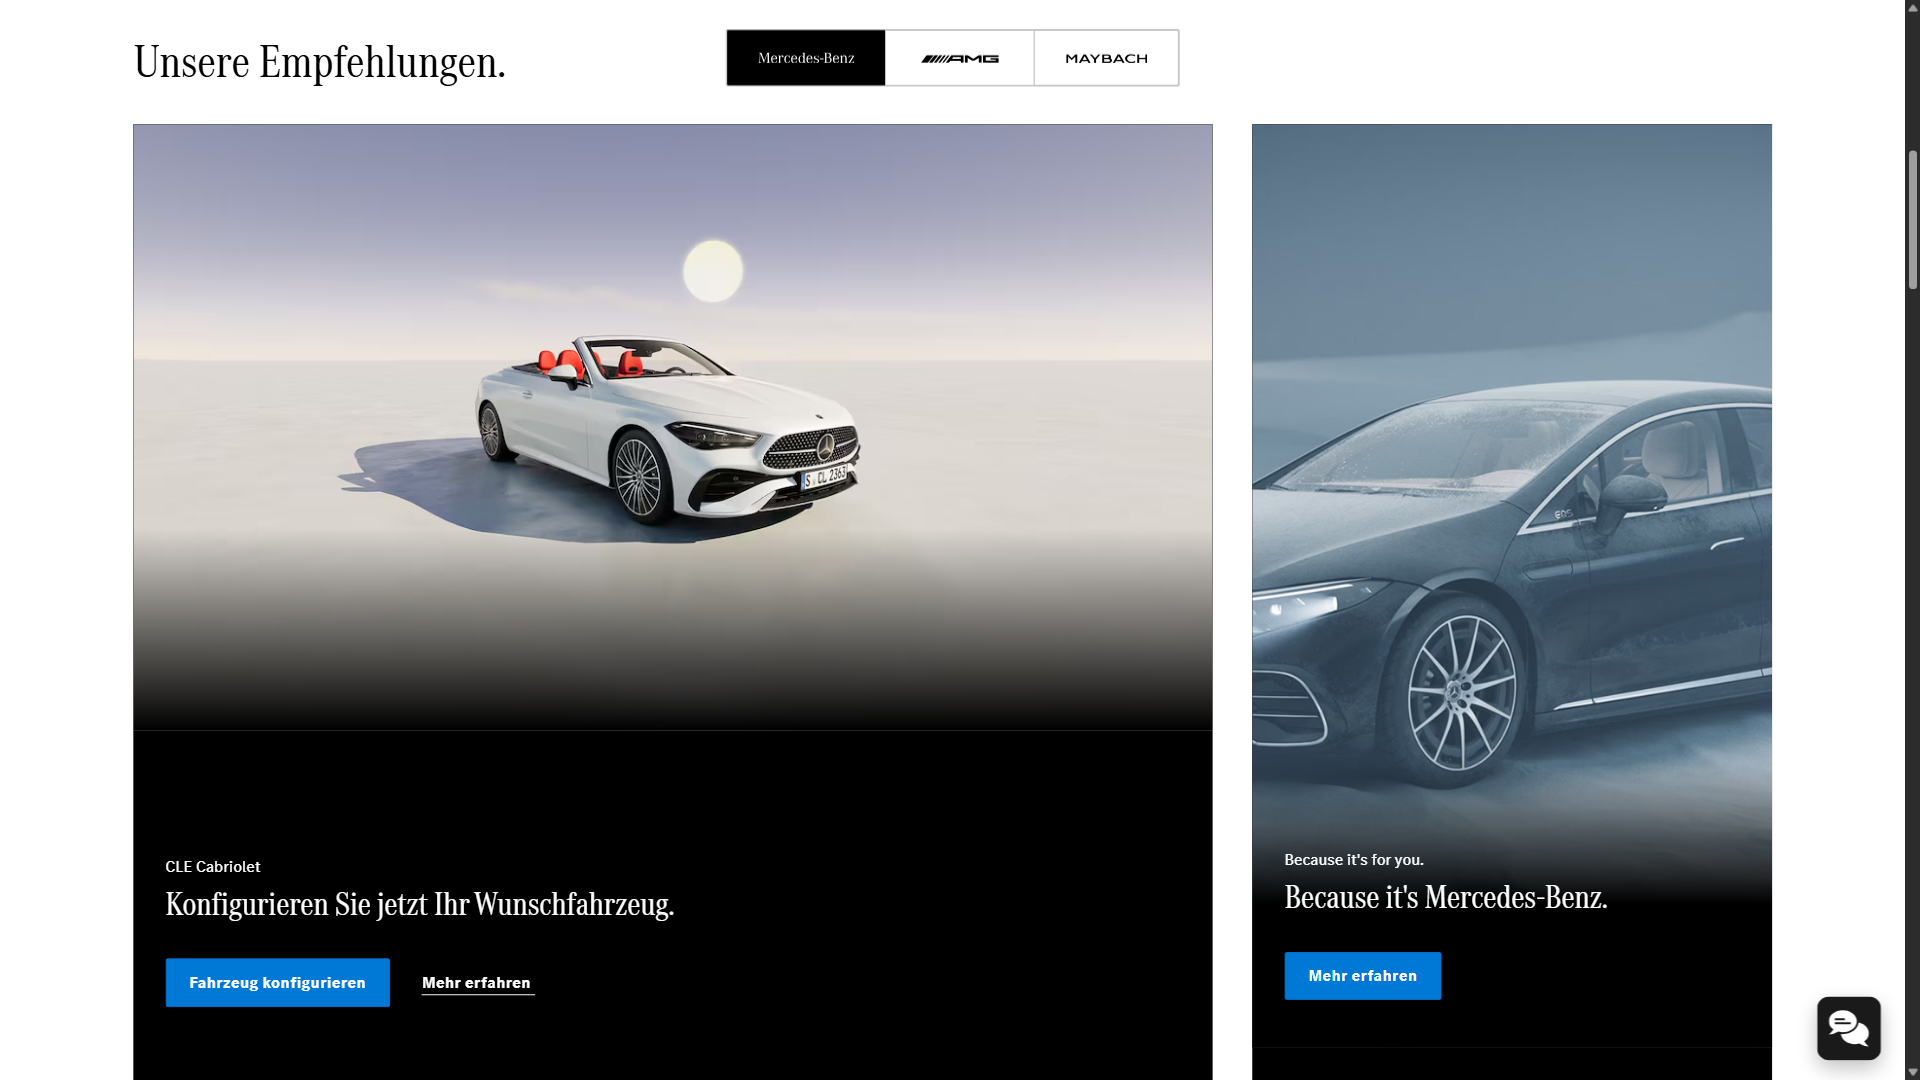 Unsere Empfehlungen.
Mercedes-Benz
AMG
MAYBACH
S CL 2363
EQS
CLE Cabriolet
Konfigurieren Sie jetzt Ihr Wunschfahrzeug.
Fahrzeug konfigurieren
Mehr erfahren
Because it's for you.
Because it's Mercedes-Benz.
Mehr erfahren